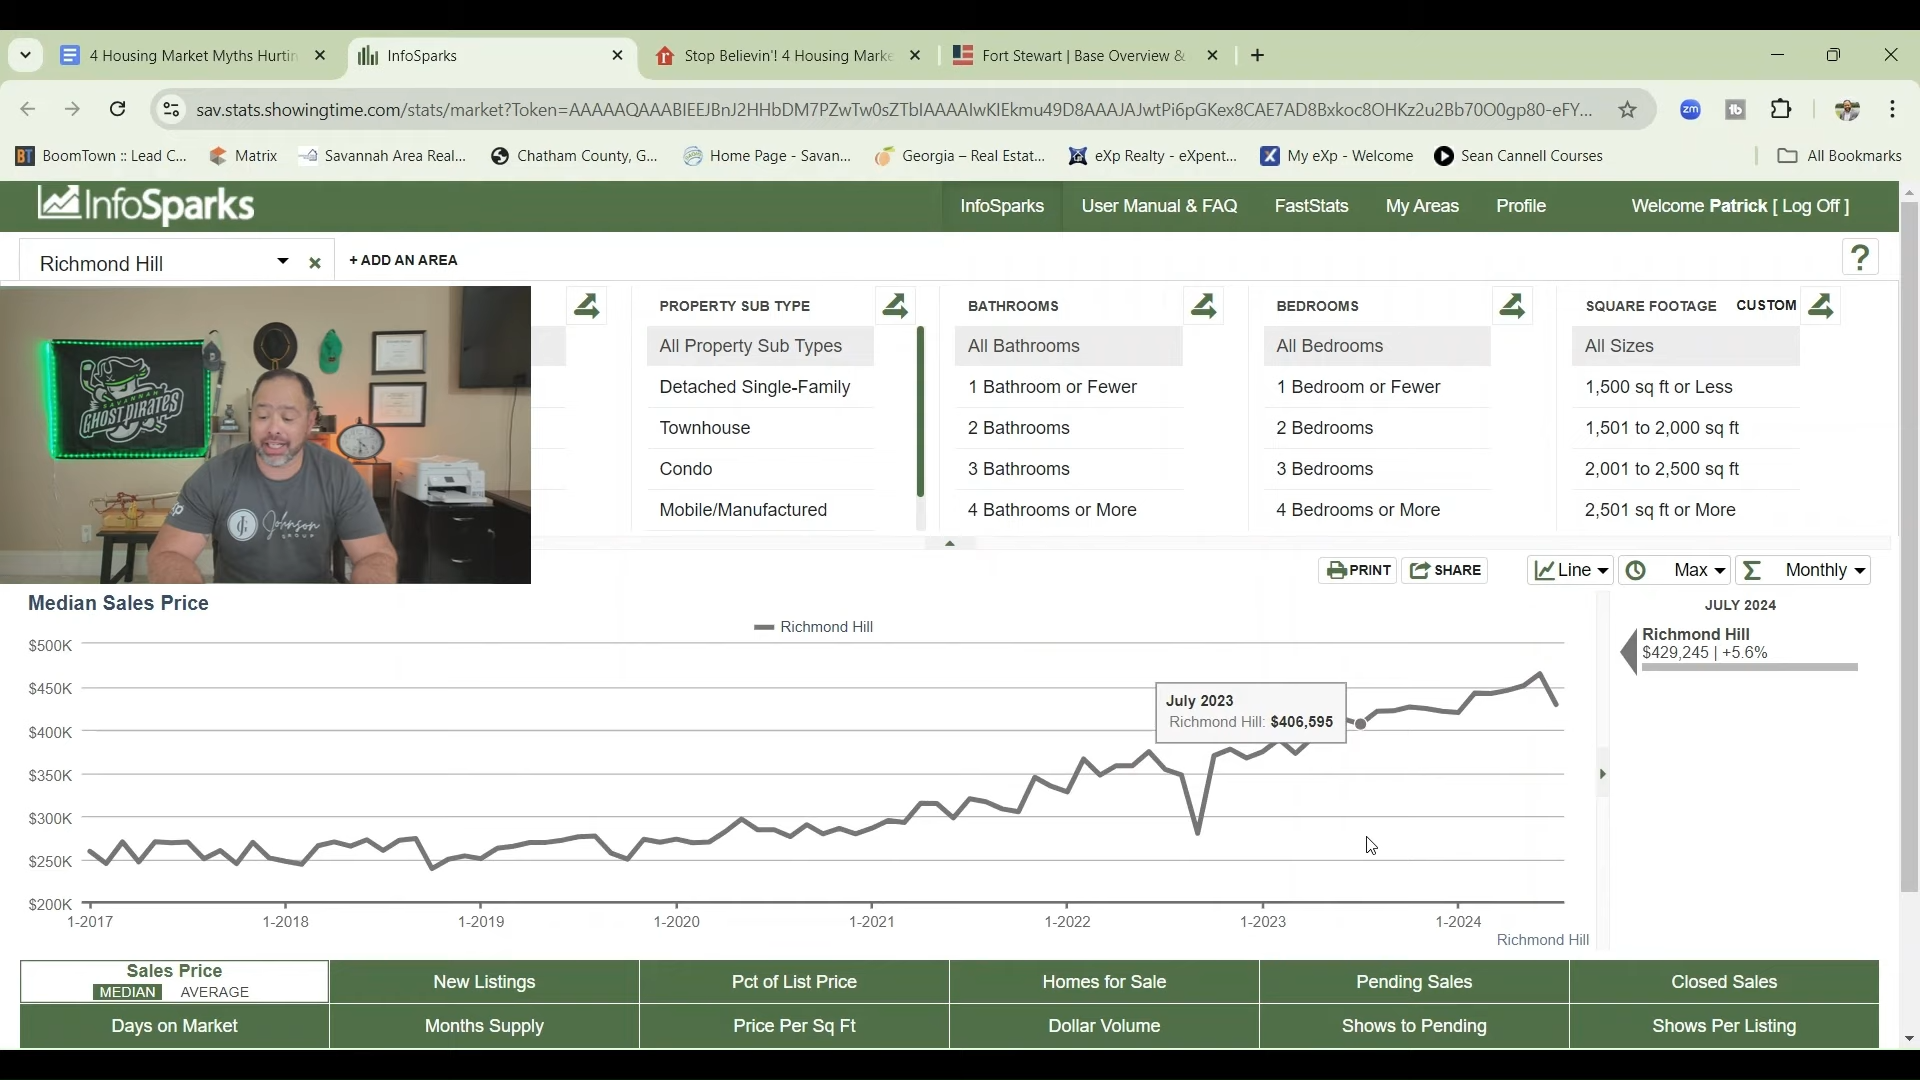 4 Housing Market Myths Hurtin
InfoSparks
Stop Believin'! 4 Housing Marke
Fort Stewart | Base Overview &
sav.stats.showingtime.com/stats/market?Token=AAAAAQAAABIEEJBnJ2HHbDM7PZwTw0sZTbIAAAAIwKIEkmu49D8AAAJAJwtPi6pGKex8CAE7AD8Bxkoc8OHKz2u2Bb70O0gp80-eFY...
zm
BoomTown :: Lead C...
Matrix
Savannah Area Real...
Chatham County, G...
Home Page - Savan...
Georgia – Real Estat...
eXp Realty - eXpent...
My eXp - Welcome
Sean Cannell Courses
All Bookmarks
InfoSparks
InfoSparks
User Manual & FAQ
FastStats
My Areas
Profile
Welcome Patrick [ Log Off ]
Richmond Hill
+ ADD AN AREA
?
PROPERTY SUB TYPE
All Property Sub Types
Detached Single-Family
Townhouse
Condo
Mobile/Manufactured
BATHROOMS
All Bathrooms
1 Bathroom or Fewer
2 Bathrooms
3 Bathrooms
4 Bathrooms or More
BEDROOMS
All Bedrooms
1 Bedroom or Fewer
2 Bedrooms
3 Bedrooms
4 Bedrooms or More
SQUARE FOOTAGE
CUSTOM
All Sizes
1,500 sq ft or Less
1,501 to 2,000 sq ft
2,001 to 2,500 sq ft
2,501 sq ft or More
SAVANNAH
GHOST PIRATES
Johnson
GROUP
PRINT
SHARE
Line
Max
Monthly
Median Sales Price
Richmond Hill
JULY 2024
Richmond Hill
$429,245 | +5.6%
July 2023
Richmond Hill: $406,595
$500K
$450K
$400K
$350K
$300K
$250K
$200K
1-2017
1-2018
1-2019
1-2020
1-2021
1-2022
1-2023
1-2024
Richmond Hill
Sales Price
MEDIAN
AVERAGE
New Listings
Pct of List Price
Homes for Sale
Pending Sales
Closed Sales
Days on Market
Months Supply
Price Per Sq Ft
Dollar Volume
Shows to Pending
Shows Per Listing